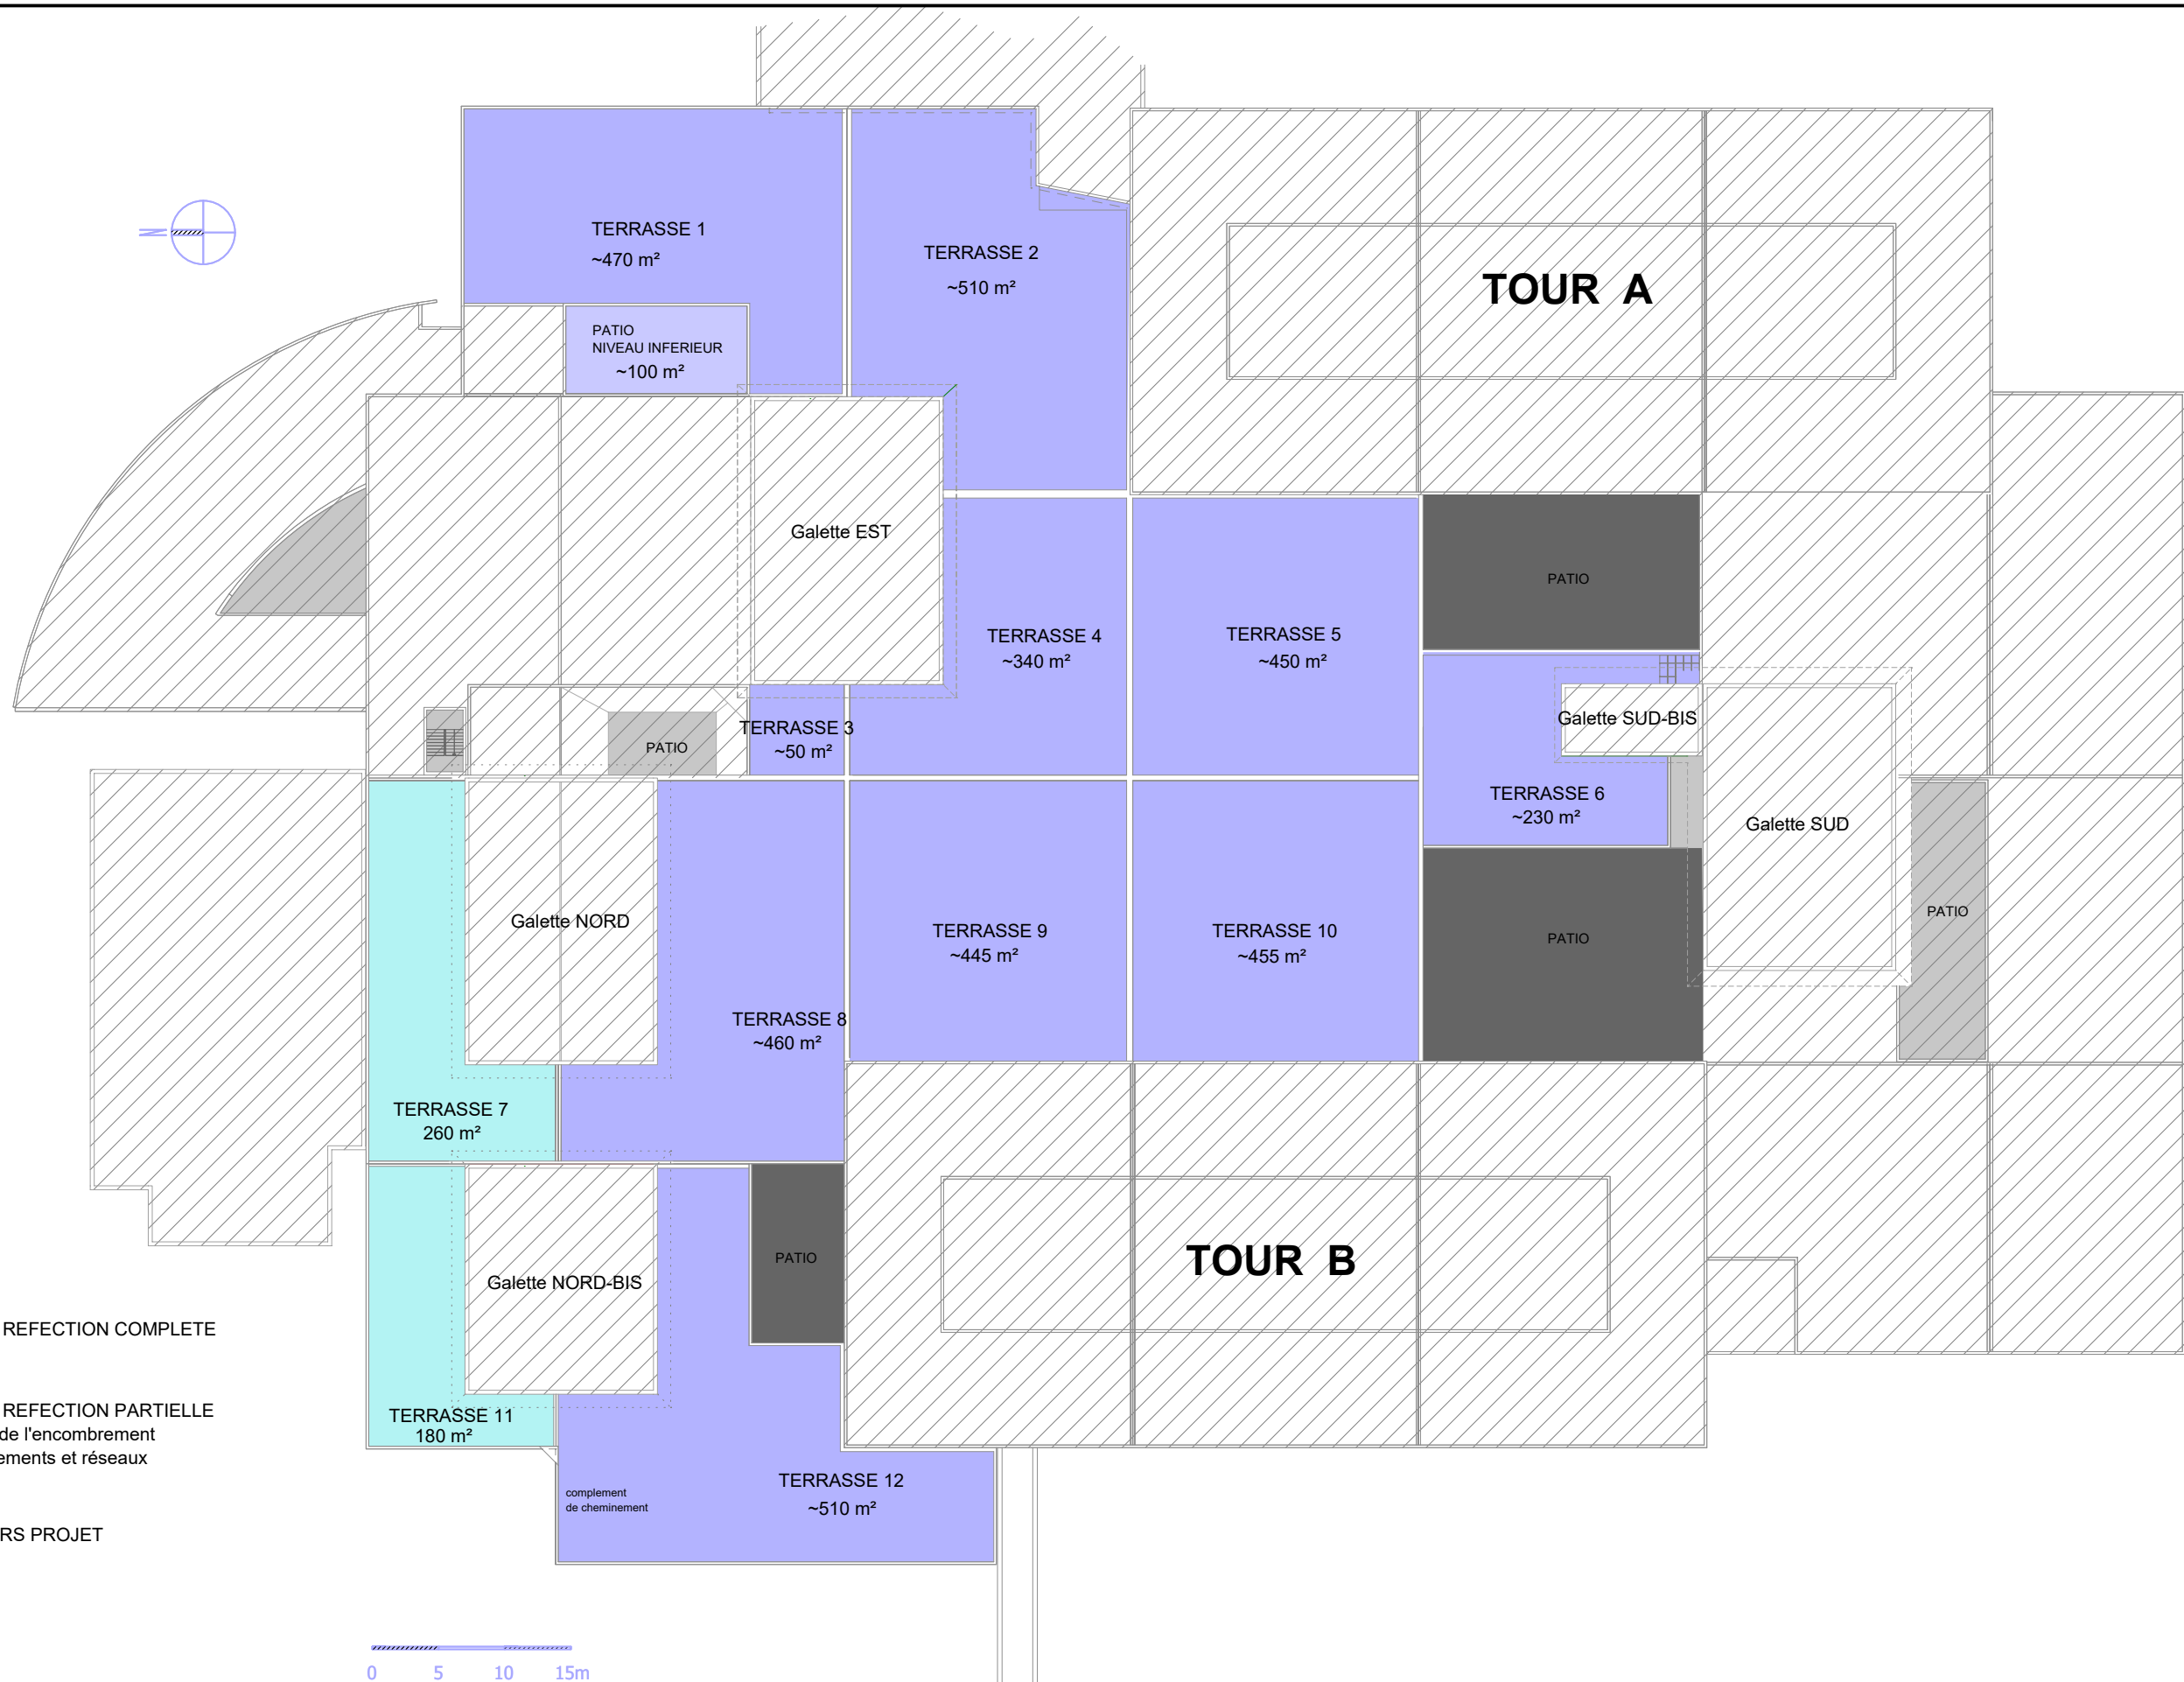 N
TERRASSE 1
~470 m²
TERRASSE 2
~510 m²
TOUR A
PATIO
NIVEAU INFERIEUR
~100 m²
Galette EST
PATIO
TERRASSE 4
~340 m²
TERRASSE 5
~450 m²
TERRASSE 3
~50 m²
PATIO
Galette SUD-BIS
TERRASSE 6
~230 m²
Galette SUD
Galette NORD
TERRASSE 9
~445 m²
TERRASSE 10
~455 m²
PATIO
PATIO
TERRASSE 8
~460 m²
TERRASSE 7
260 m²
Galette NORD-BIS
PATIO
TOUR B
REFECTION COMPLETE
REFECTION PARTIELLE
de l'encombrement
ements et réseaux
RS PROJET
TERRASSE 11
180 m²
TERRASSE 12
~510 m²
complement
de cheminement
0 5 10 15m